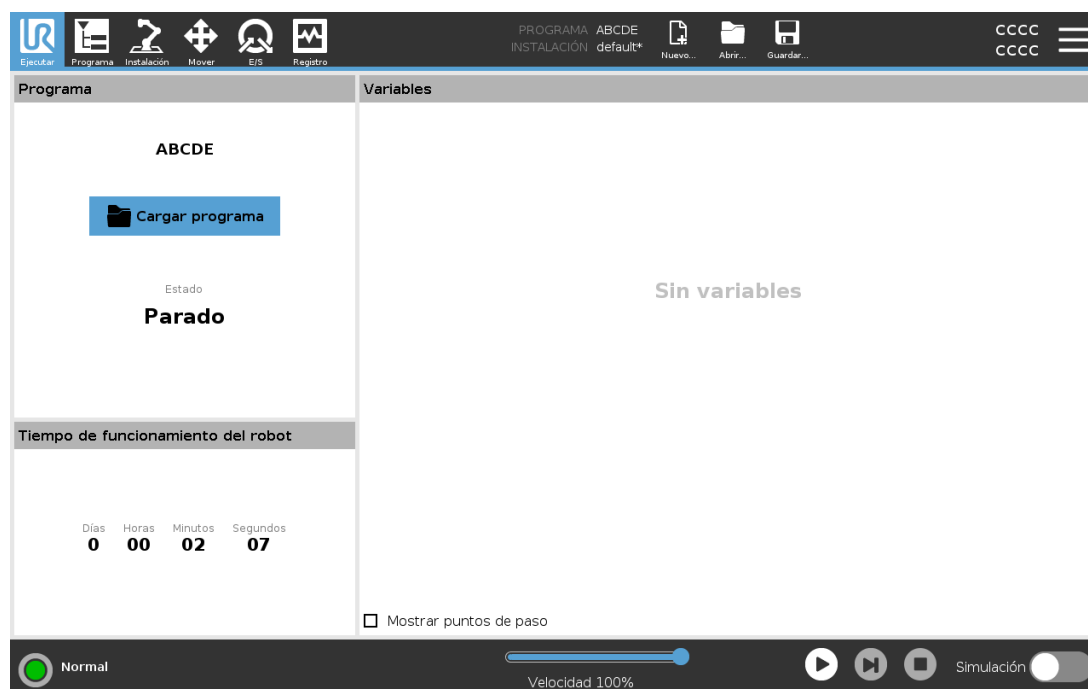 UR
Ejecutar Programa Instalación Mover E/S Registro
PROGRAMA ABCDE
INSTALACIÓN default*
Nuevo... Abrir... Guardar...
CCCC
CCCC
Programa
ABCDE
Cargar programa
Estado
Parado
Tiempo de funcionamiento del robot
Días Horas Minutos Segundos
0 00 02 07
Variables
Sin variables
Mostrar puntos de paso
Normal
Velocidad 100%
Simulación